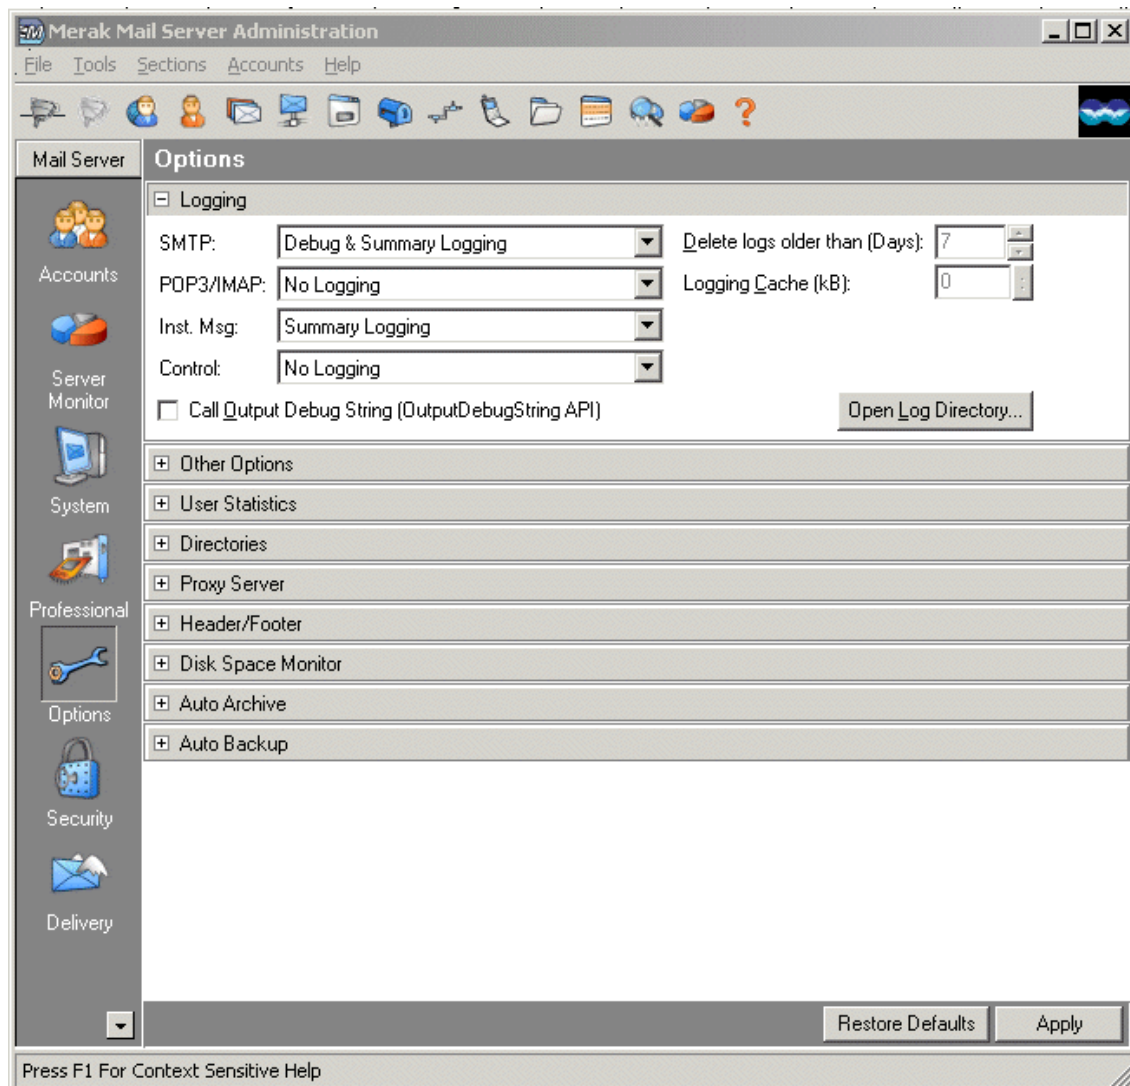 Merak Mail Server Administration
File Tools Sections Accounts Help
Mail Server
Options
Accounts
Server
Monitor
System
Professional
Options
Security
Delivery
Logging
SMTP: Debug & Summary Logging Delete logs older than (Days): 7
POP3/IMAP: No Logging Logging Cache (kB): 0
Inst. Msg: Summary Logging
Control: No Logging
Call Output Debug String (OutputDebugString API) Open Log Directory...
Other Options
User Statistics
Directories
Proxy Server
Header/Footer
Disk Space Monitor
Auto Archive
Auto Backup
Restore Defaults Apply
Press F1 For Context Sensitive Help